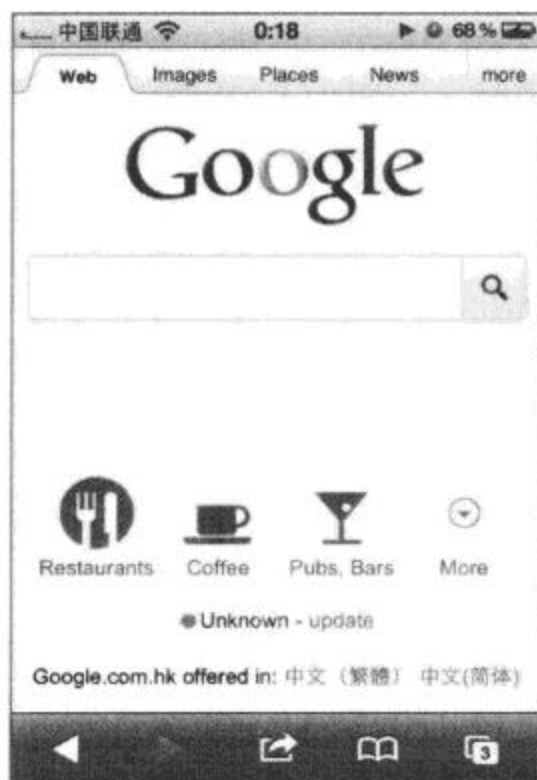 中国联通 0:18 68%
Web Images Places News more
Google
Restaurants Coffee Pubs, Bars More
Unknown - update
Google.com.hk offered in: 中文（繁體） 中文(简体)
3